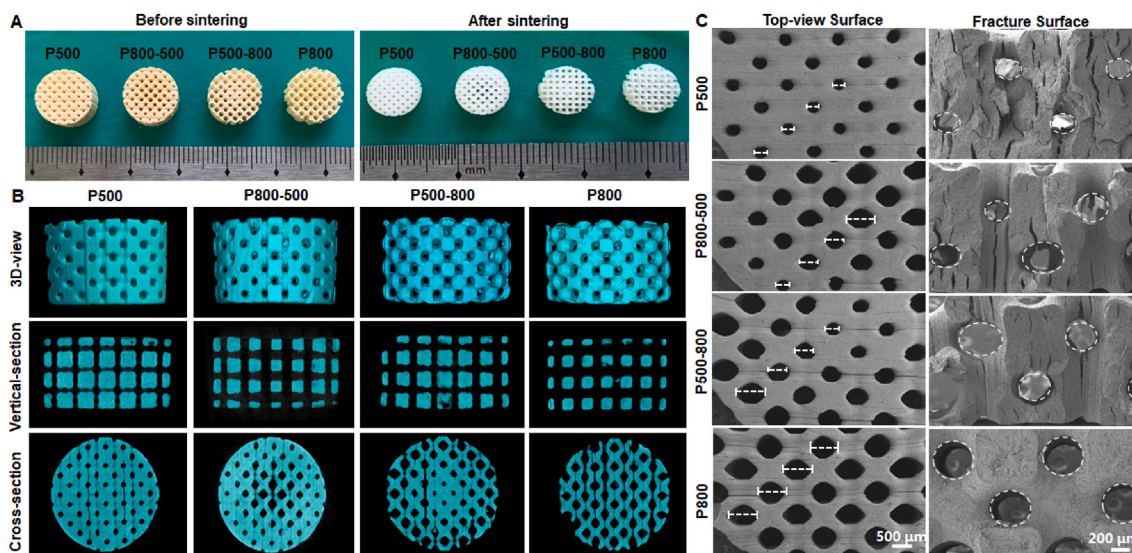 A
Before sintering
After sintering
P500
P800-500
P500-800
P800
P500
P800-500
P500-800
P800
mm
B
P500
P800-500
P500-800
P800
3D-view
Vertical-section
Cross-section
C
Top-view Surface
Fracture Surface
P500
P800-500
P500-800
P800
500 μm
200 μm